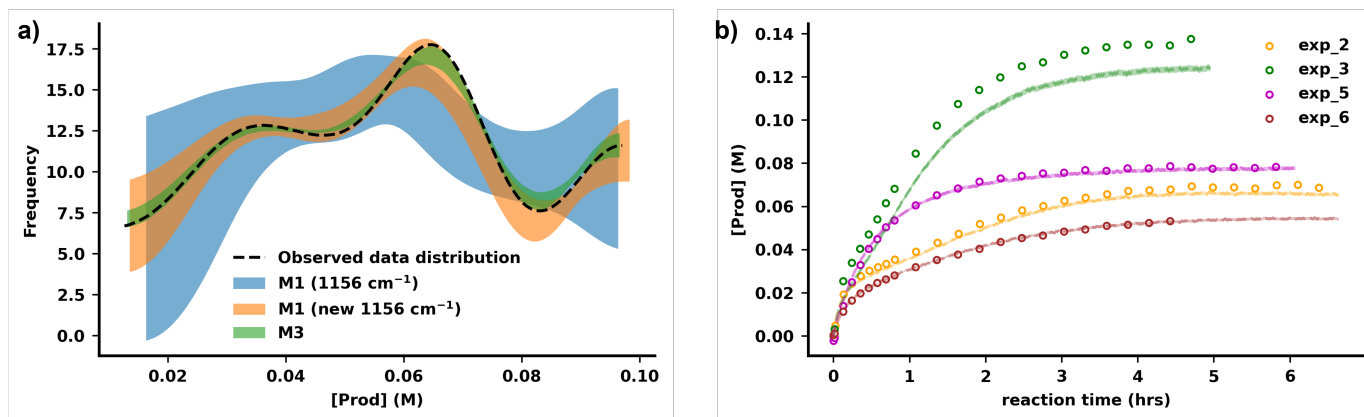 a)
17.5
15.0
12.5
10.0
7.5
5.0
2.5
0.0
Frequency
Observed data distribution
M1 (1156 cm⁻¹)
M1 (new 1156 cm⁻¹)
M3
0.02 0.04 0.06 0.08 0.10
[Prod] (M)
b)
0.14
0.12
0.10
0.08
0.06
0.04
0.02
0.00
[Prod] (M)
exp_2
exp_3
exp_5
exp_6
0 1 2 3 4 5 6
reaction time (hrs)